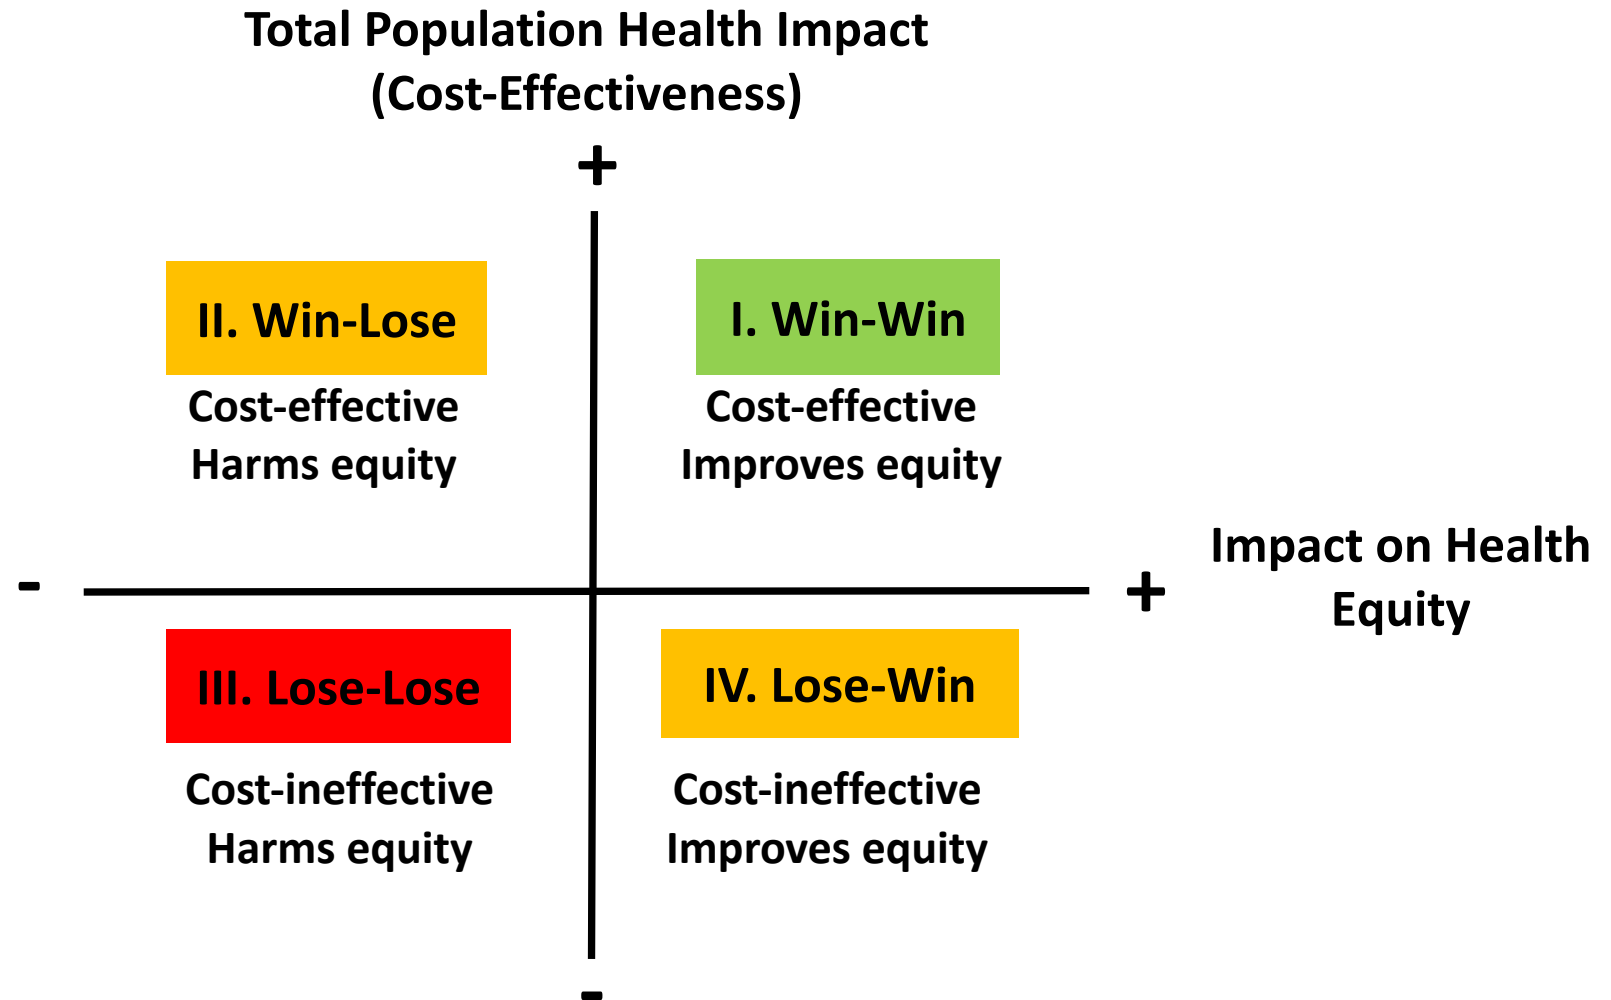 Total Population Health Impact
(Cost-Effectiveness)
+
II. Win-Lose
Cost-effective
Harms equity
I. Win-Win
Cost-effective
Improves equity
-
+
Impact on Health
Equity
III. Lose-Lose
Cost-ineffective
Harms equity
IV. Lose-Win
Cost-ineffective
Improves equity
-